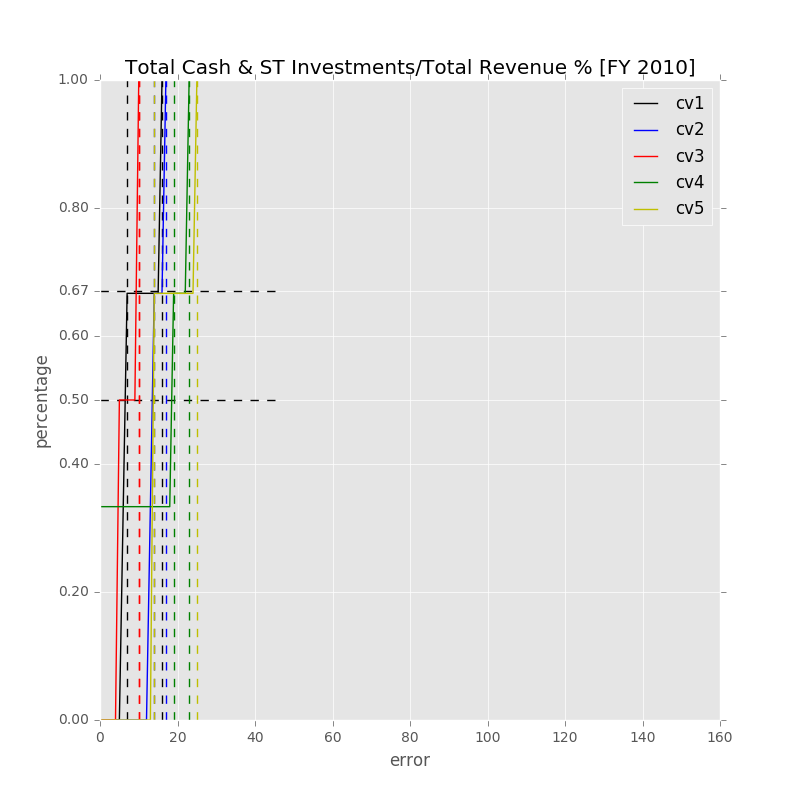 Total Cash & ST Investments/Total Revenue % [FY 2010]
1.00
0.80
0.67
0.60
0.50
0.40
0.20
0.00
percentage
cv1
cv2
cv3
cv4
cv5
0 20 40 60 80 100 120 140 160
error